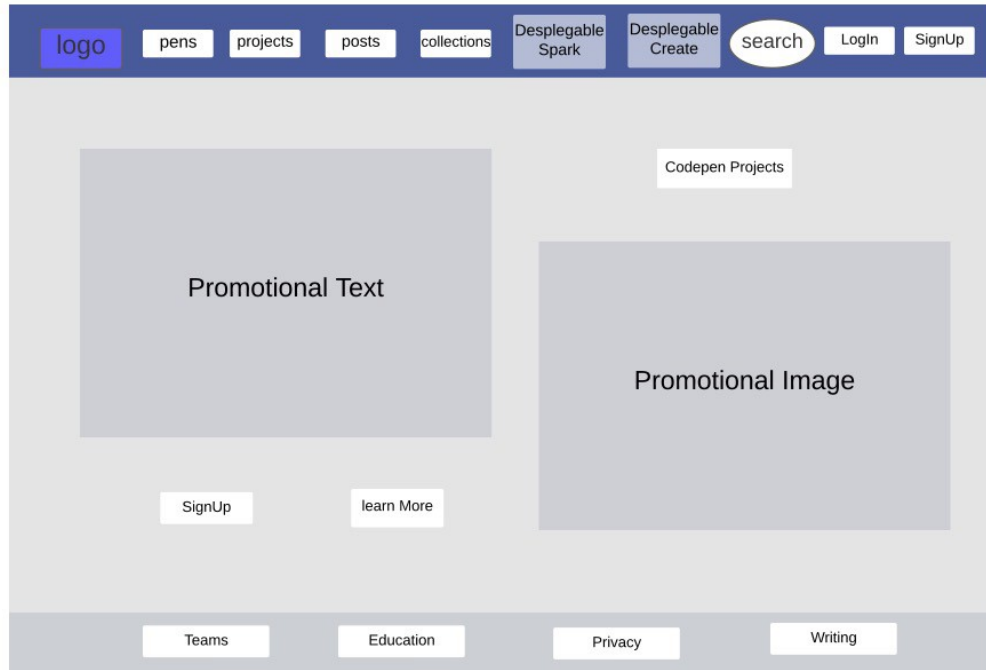 logo
pens
projects
posts
collections
Desplegable
Spark
Desplegable
Create
search
LogIn
SignUp
Codepen Projects
Promotional Text
Promotional Image
SignUp
learn More
Teams
Education
Privacy
Writing